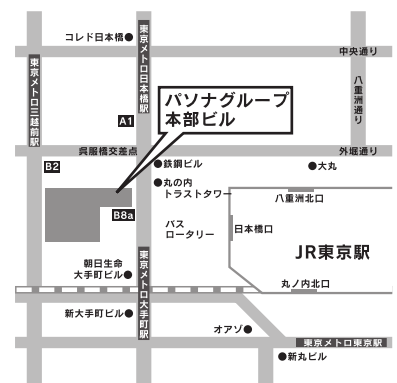 コレド日本橋
中央通り
東京メトロ日本橋駅
東京メトロ三越前駅
八重洲通り
パソナグループ
本部ビル
A1
呉服橋交差点
外堀通り
B2
鉄鋼ビル
大丸
丸の内
トラストタワー
八重洲北口
B8a
バス
ロータリー
日本橋口
JR東京駅
朝日生命
大手町ビル
東京メトロ大手町駅
丸ノ内北口
新大手町ビル
オアゾ
東京メトロ東京駅
新丸ビル